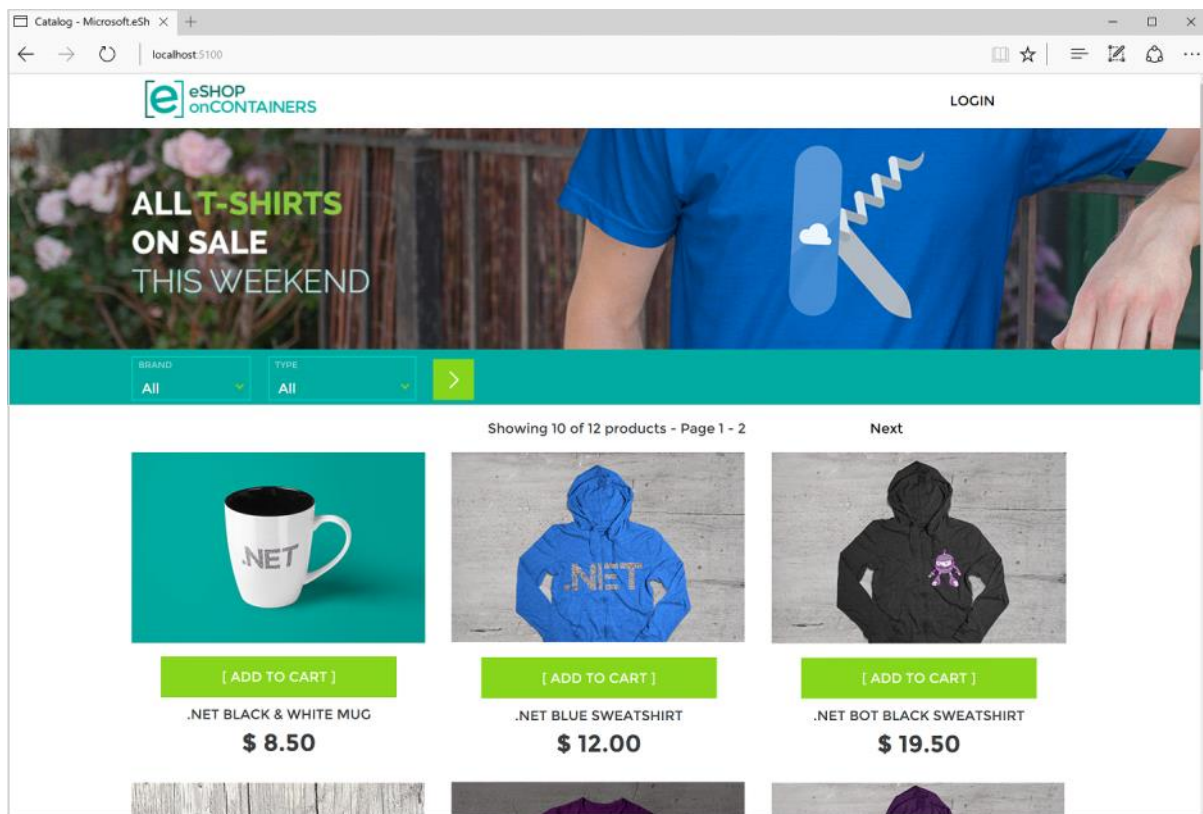 Catalog - Microsoft.eSh
localhost:5100
eSHOP
onCONTAINERS
LOGIN
ALL T-SHIRTS
ON SALE
THIS WEEKEND
BRAND
All
TYPE
All
Showing 10 of 12 products - Page 1 - 2
Next
.NET
.NET
[ ADD TO CART ]
[ ADD TO CART ]
[ ADD TO CART ]
.NET BLACK & WHITE MUG
.NET BLUE SWEATSHIRT
.NET BOT BLACK SWEATSHIRT
$ 8.50
$ 12.00
$ 19.50